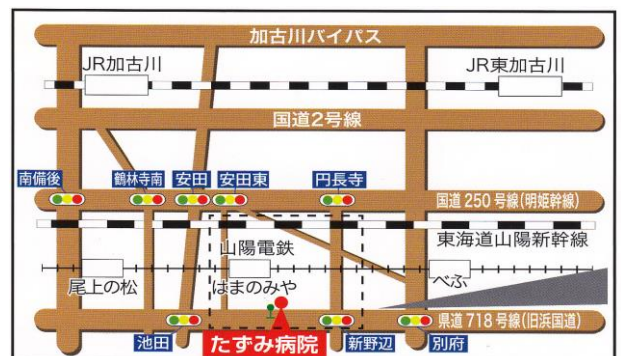 加古川バイパス
JR加古川
JR東加古川
国道2号線
南備後
鶴林寺南
安田
安田東
円長寺
国道250号線(明姫幹線)
東海道山陽新幹線
山陽電鉄
尾上の松
はまのみや
べふ
県道718号線(旧浜国道)
池田
たずみ病院
新野辺
別府